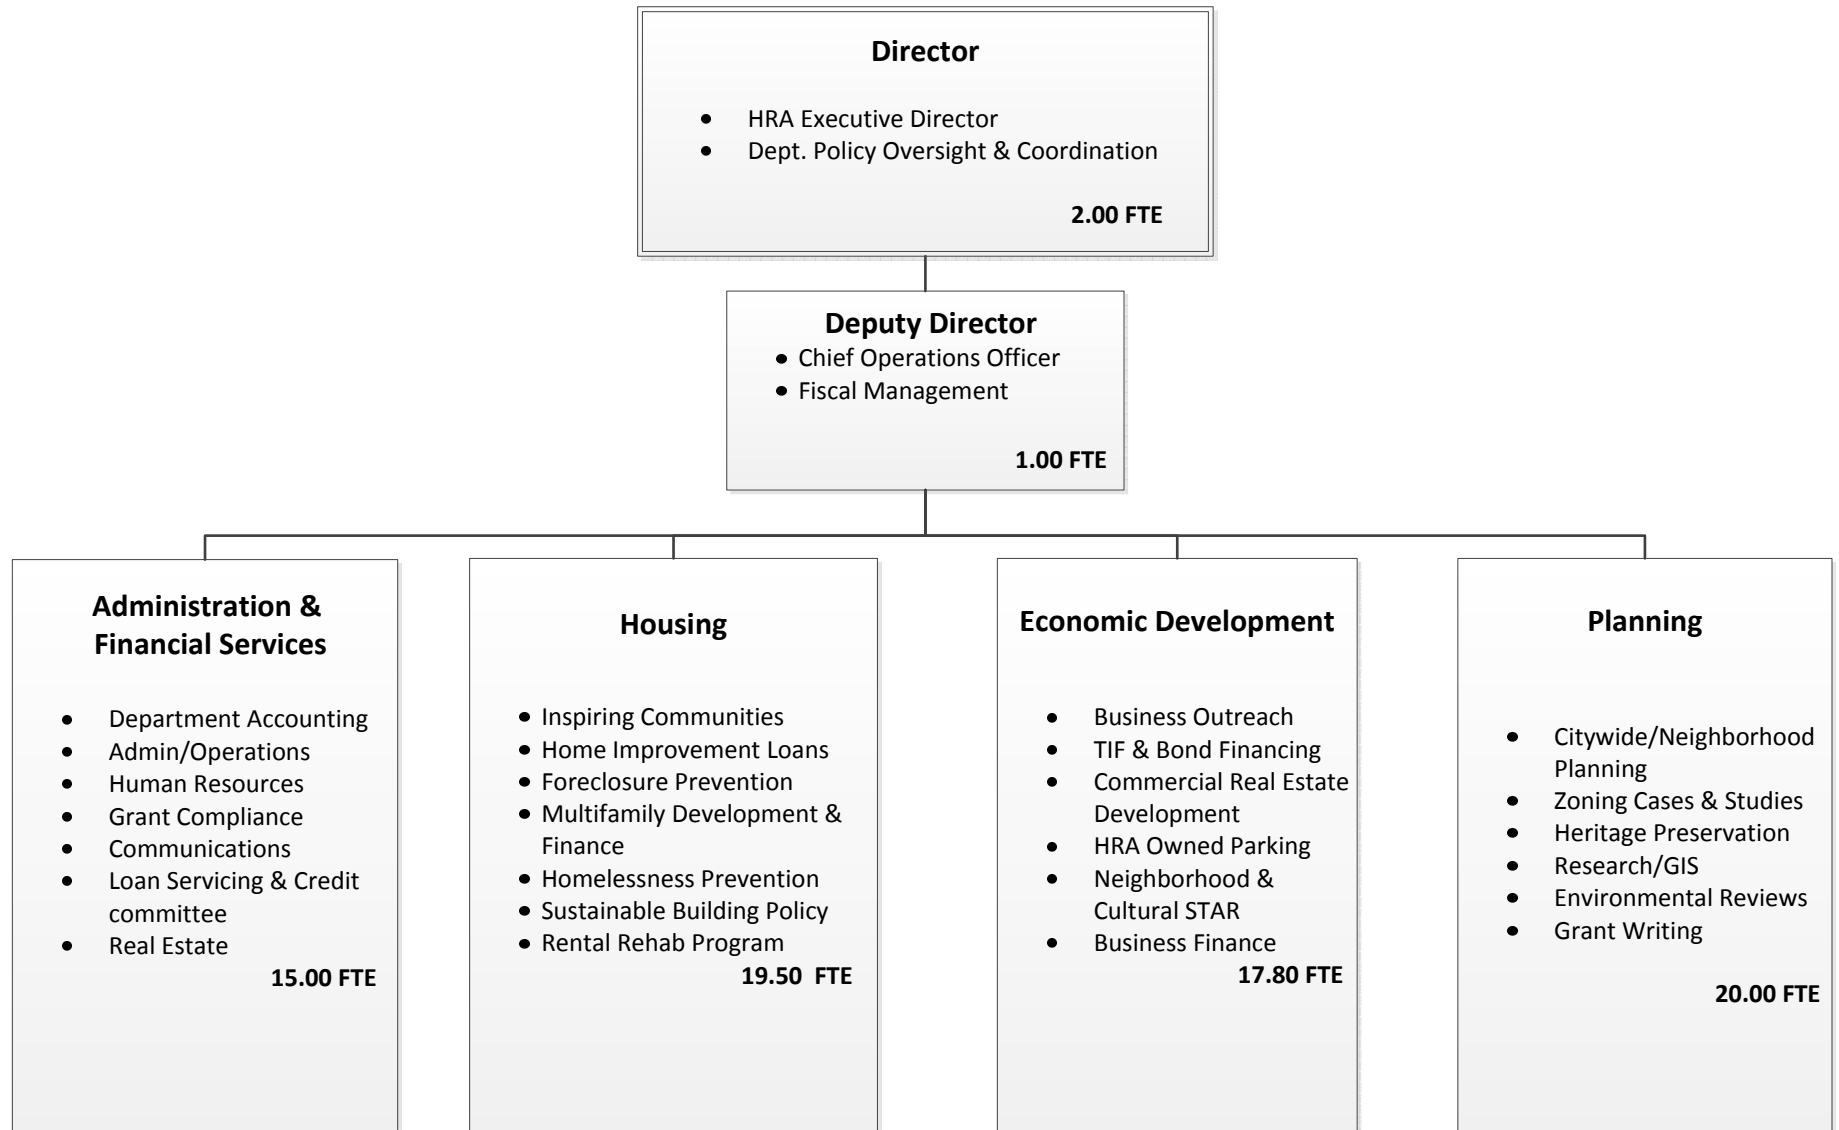 Director
• HRA Executive Director
• Dept. Policy Oversight & Coordination
2.00 FTE
Deputy Director
• Chief Operations Officer
• Fiscal Management
1.00 FTE
Administration &
Financial Services
• Department Accounting
• Admin/Operations
• Human Resources
• Grant Compliance
• Communications
• Loan Servicing & Credit
committee
• Real Estate
15.00 FTE
Housing
• Inspiring Communities
• Home Improvement Loans
• Foreclosure Prevention
• Multifamily Development &
Finance
• Homelessness Prevention
• Sustainable Building Policy
• Rental Rehab Program
19.50 FTE
Economic Development
• Business Outreach
• TIF & Bond Financing
• Commercial Real Estate
Development
• HRA Owned Parking
• Neighborhood &
Cultural STAR
• Business Finance
17.80 FTE
Planning
• Citywide/Neighborhood
Planning
• Zoning Cases & Studies
• Heritage Preservation
• Research/GIS
• Environmental Reviews
• Grant Writing
20.00 FTE